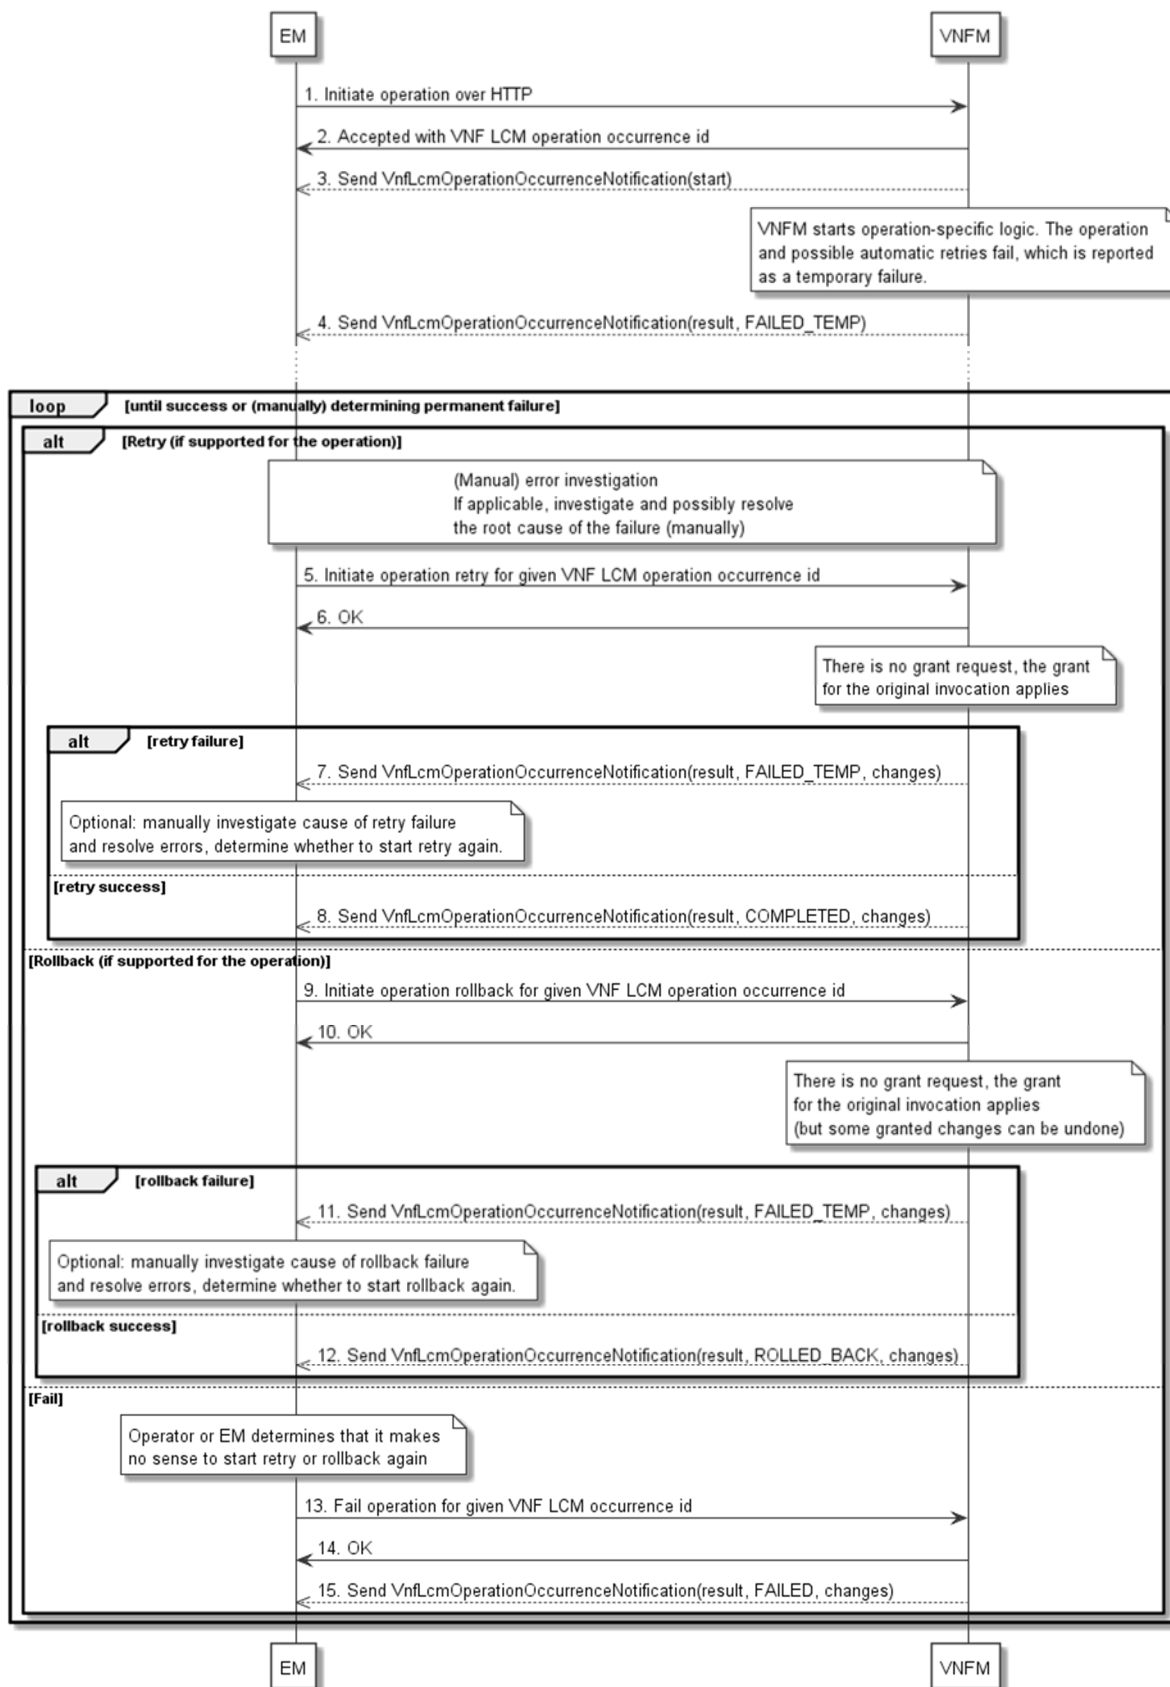 EM
VNFM
1. Initiate operation over HTTP
2. Accepted with VNF LCM operation occurrence id
3. Send VnfLcmOperationOccurrenceNotification(start)
VNFM starts operation-specific logic. The operation
and possible automatic retries fail, which is reported
as a temporary failure.
4. Send VnfLcmOperationOccurrenceNotification(result, FAILED_TEMP)
loop
[until success or (manually) determining permanent failure]
alt
[Retry (if supported for the operation)]
(Manual) error investigation
If applicable, investigate and possibly resolve
the root cause of the failure (manually)
5. Initiate operation retry for given VNF LCM operation occurrence id
6. OK
There is no grant request, the grant
for the original invocation applies
alt
[retry failure]
7. Send VnfLcmOperationOccurrenceNotification(result, FAILED_TEMP, changes)
Optional: manually investigate cause of retry failure
and resolve errors, determine whether to start retry again.
[retry success]
8. Send VnfLcmOperationOccurrenceNotification(result, COMPLETED, changes)
[Rollback (if supported for the operation)]
9. Initiate operation rollback for given VNF LCM operation occurrence id
10. OK
There is no grant request, the grant
for the original invocation applies
(but some granted changes can be undone)
alt
[rollback failure]
11. Send VnfLcmOperationOccurrenceNotification(result, FAILED_TEMP, changes)
Optional: manually investigate cause of rollback failure
and resolve errors, determine whether to start rollback again.
[rollback success]
12. Send VnfLcmOperationOccurrenceNotification(result, ROLLED_BACK, changes)
[Fail]
Operator or EM determines that it makes
no sense to start retry or rollback again
13. Fail operation for given VNF LCM occurrence id
14. OK
15. Send VnfLcmOperationOccurrenceNotification(result, FAILED, changes)
EM
VNFM